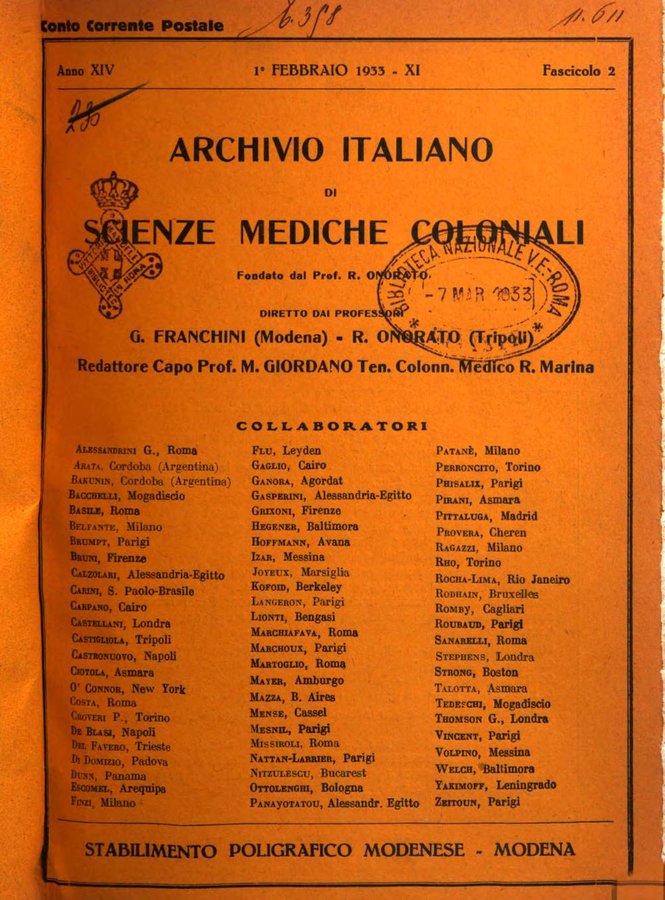 Conto Corrente Postale
6.398
11.611
Anno XIV
1° FEBBRAIO 1933 - XI
Fascicolo 2
ARCHIVIO ITALIANO
DI
SCIENZE MEDICHE COLONIALI
Fondato dal Prof. R. ONORATO
BIBLIOTECA NAZIONALE V.E. ROMA
- 7 MAR 1933
VITTORIO EMANUELE
BIBLIOTECA
IN ROMA
DIRETTO DAI PROFESSORI
G. FRANCHINI (Modena) - R. ONORATO (Tripoli)
Redattore Capo Prof. M. GIORDANO Ten. Colonn. Medico R. Marina
COLLABORATORI
ALESSANDRINI G., Roma
ARATA, Cordoba (Argentina)
BAKUNIN, Cordoba (Argentina)
BACCHELLI, Mogadiscio
BASILE, Roma
BELFANTE, Milano
BRUMPT, Parigi
BRUNI, Firenze
CALZOLARI, Alessandria-Egitto
CARINI, S. Paolo-Brasile
CARPANO, Cairo
CASTELLANI, Londra
CASTIGLIOLA, Tripoli
CASTRONUOVO, Napoli
CIOTOLA, Asmara
O' CONNOR, New York
COSTA, Roma
CROVERI P., Torino
DE BLASI, Napoli
DEL FAVERO, Trieste
DI DOMIZIO, Padova
DUNN, Panama
ESCOMEL, Arequipa
FINZI, Milano
FLU, Leyden
GAGLIO, Cairo
GANORA, Agordat
GASPERINI, Alessandria-Egitto
GRIXONI, Firenze
HEGENER, Baltimora
HOFFMANN, Avana
IZAR, Messina
JOYEUX, Marsiglia
KOFOID, Berkeley
LANGERON, Parigi
LIONTI, Bengasi
MARCHIAFAVA, Roma
MARCHOUX, Parigi
MARTOGLIO, Roma
MAYER, Amburgo
MAZZA, B. Aires
MENSE, Cassel
MESNIL, Parigi
MISSIROLI, Roma
NATTAN-LARRIER, Parigi
NITZULESCU, Bucarest
OTTOLENGHI, Bologna
PANAYOTATOU, Alessandr. Egitto
PATANÈ, Milano
PERRONCITO, Torino
PHISALIX, Parigi
PIRANI, Asmara
PITTALUGA, Madrid
PROVERA, Cheren
RAGAZZI, Milano
RHO, Torino
ROCHA-LIMA, Rio Janeiro
RODHAIN, Bruxelles
ROMBY, Cagliari
ROUBAUD, Parigi
SANARELLI, Roma
STEPHENS, Londra
STRONG, Boston
TALOTTA, Asmara
TEDESCHI, Mogadiscio
THOMSON G., Londra
VINCENT, Parigi
VOLPINO, Messina
WELCH, Baltimora
YAKIMOFF, Leningrado
ZEITOUN, Parigi
STABILIMENTO POLIGRAFICO MODENESE - MODENA